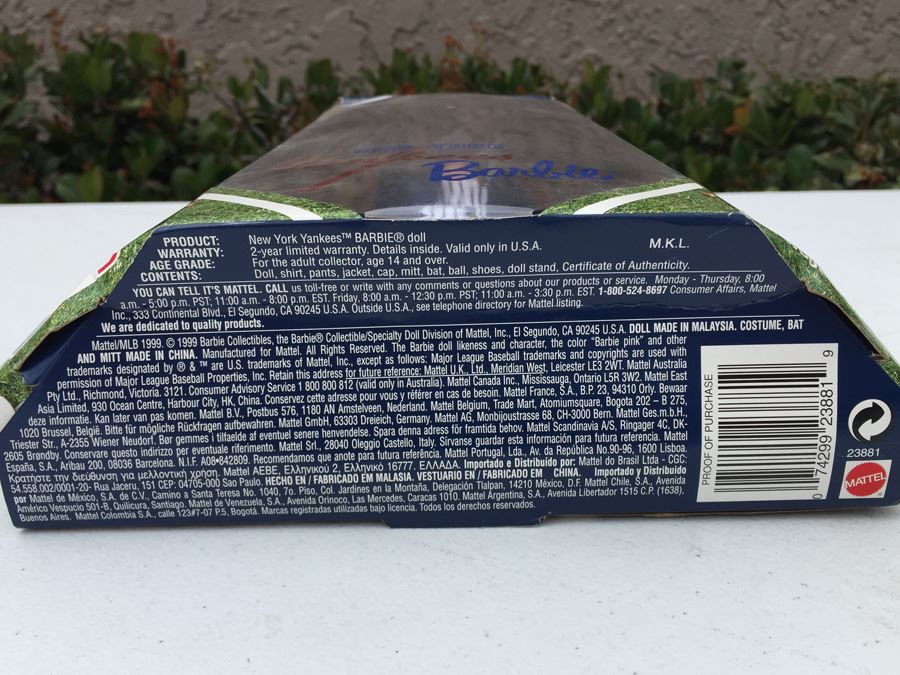 Barbie
PRODUCT: New York Yankees™ BARBIE® doll
M.K.L.
WARRANTY: 2-year limited warranty. Details inside. Valid only in U.S.A.
AGE GRADE: For the adult collector, age 14 and over.
CONTENTS: Doll, shirt, pants, jacket, cap, mitt, bat, ball, shoes, doll stand, Certificate of Authenticity.
YOU CAN TELL IT'S MATTEL. CALL us toll-free or write with any comments or questions about our products or service. Monday - Thursday, 8:00
a.m. - 5:00 p.m. PST; 11:00 a.m. - 8:00 p.m. EST. Friday, 8:00 a.m. - 12:30 p.m. PST; 11:00 a.m. - 3:30 p.m. EST. 1-800-524-8697 Consumer Affairs, Mattel
Inc., 333 Continental Blvd., El Segundo, CA 90245 U.S.A. Outside U.S.A., see telephone directory for Mattel listing.
We are dedicated to quality products.
Mattel/MLB 1999. © 1999 Barbie Collectibles, the Barbie® Collectible/Specialty Doll Division of Mattel, Inc., El Segundo, CA 90245 U.S.A. DOLL MADE IN MALAYSIA. COSTUME, BAT
AND MITT MADE IN CHINA. Manufactured for Mattel. All Rights Reserved. The Barbie doll likeness and character, the color "Barbie pink" and other
trademarks designated by ® & ™ are U.S. trademarks of Mattel, Inc., except as follows: Major League Baseball trademarks and copyrights are used with
permission of Major League Baseball Properties, Inc. Retain this address for future reference: Mattel U.K. Ltd., Meridian West, Leicester LE3 2WT. Mattel Australia
Pty Ltd., Richmond, Victoria. 3121. Consumer Advisory Service 1 800 800 812 (valid only in Australia). Mattel Canada Inc., Mississauga, Ontario L5R 3W2. Mattel East
Asia Limited, 930 Ocean Centre, Harbour City, HK, China. Conservez cette adresse pour vous y référer en cas de besoin. Mattel France, S.A., B.P. 23, 94310 Orly. Bewaar
deze informatie. Kan later van pas komen. Mattel B.V., Postbus 576, 1180 AN Amstelveen, Nederland. Mattel Belgium, Trade Mart, Atomiumsquare, Bogota 202 - B 275,
1020 Brussel, België. Bitte für mögliche Rückfragen aufbewahren. Mattel GmbH, 63303 Dreieich, Germany. Mattel AG, Monbijoustrasse 68, CH-3000 Bern. Mattel Ges.m.b.H.,
Triester Str., A-2355 Wiener Neudorf. Bør gemmes i tilfælde af eventuel senere henvendelse. Spara denna adress för framtida behov. Mattel Scandinavia A/S, Ringager 4C, DK-
2605 Brøndby. Conservare questo indirizzo per eventuale riferimento. Mattel Srl., 28040 Oleggio Castello, Italy. Sirvanse guardar esta información para futura referencia. Mattel
España, S.A., Aribau 200, 08036 Barcelona. N.I.F. A08-842809. Recomendamos que anote para futura referência. Mattel Portugal, Lda., Av. da República No.90-96, 1600 Lisboa.
Κρατήστε την διεύθυνση για μελλοντική χρήση. Mattel AEBE, Ελληνικού 2, Ελληνικό 16777. ΕΛΛΑΔΑ. Importado e Distribuido por: Mattel do Brasil Ltda - CGC.
54.558.002/0001-20- Rua Jaceru, 151 CEP: 04705-000 Sao Paulo. HECHO EN / FABRICADO EM MALASIA. VESTUARIO EN / FABRICADO EM CHINA. Importado y Distribuido
por Mattel de México, S.A. de C.V., Camino a Santa Teresa No. 1040, 7o. Piso, Col. Jardines en la Montaña, Delegación Tlalpan, 14210 México, D.F. Mattel Chile, S.A., Avenida
Américo Vespucio 501-B, Quilicura, Santiago. Mattel de Venezuela, S.A., Avenida Orinoco, Las Mercedes, Caracas 1010. Mattel Argentina, S.A., Avenida Libertador 1515 C.P. (1638),
Buenos Aires. Mattel Colombia S.A., calle 123#7-07 P.5, Bogotá. Marcas registradas utilizadas bajo licencia. Todos los derechos reservados.
PROOF OF PURCHASE
0 74299 23881 9
23881
MATTEL